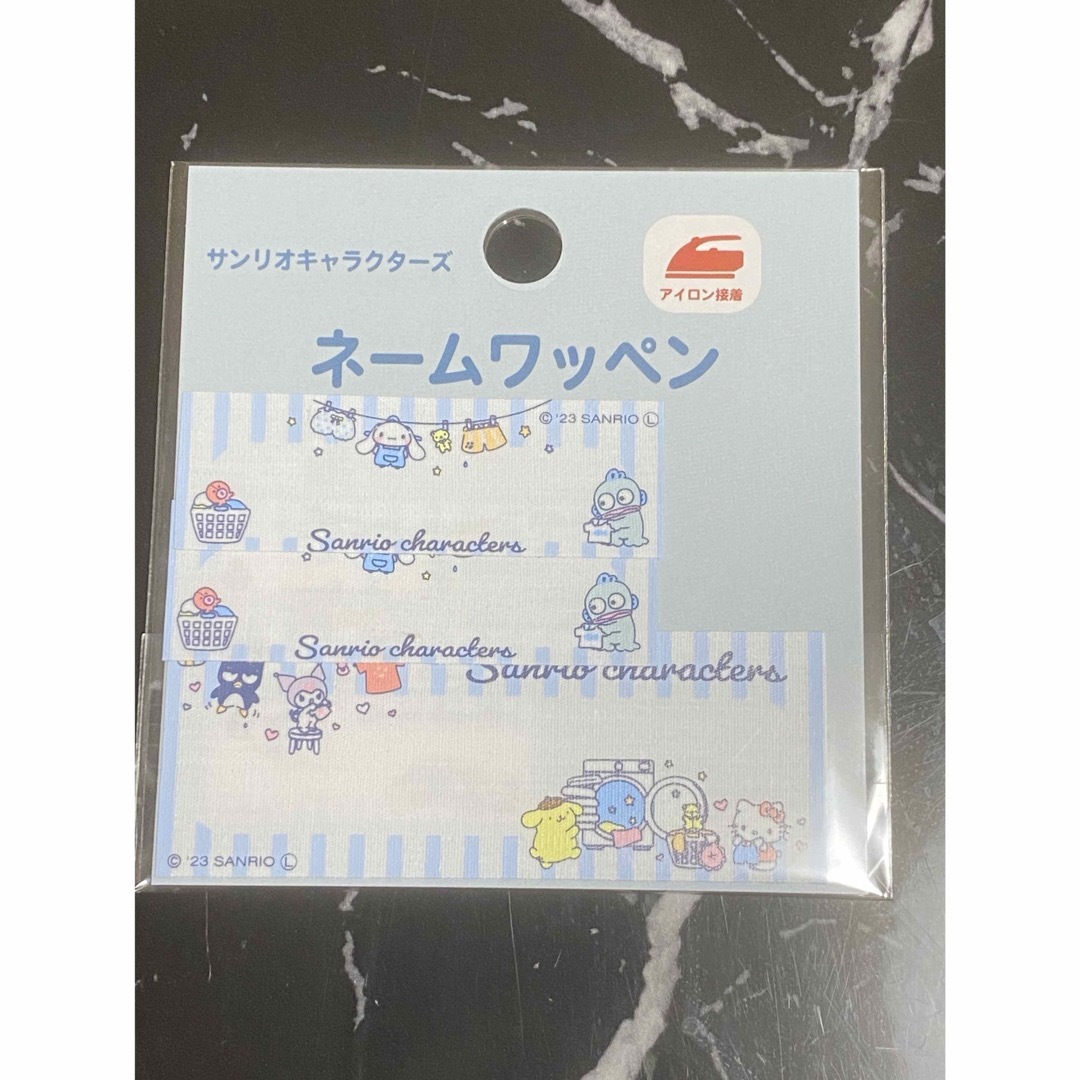 サンリオキャラクターズ
アイロン接着
ネームワッペン
© '23 SANRIO Ⓛ
Sanrio characters
Sanrio characters
Sanrio characters
© '23 SANRIO Ⓛ